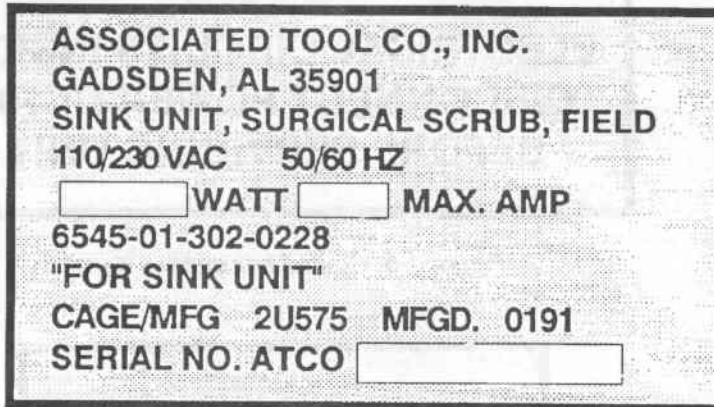 ASSOCIATED TOOL CO., INC.
GADSDEN, AL 35901
SINK UNIT, SURGICAL SCRUB, FIELD
110/230 VAC 50/60 HZ
WATT MAX. AMP
6545-01-302-0228
"FOR SINK UNIT"
CAGE/MFG 2U575 MFGD. 0191
SERIAL NO. ATCO